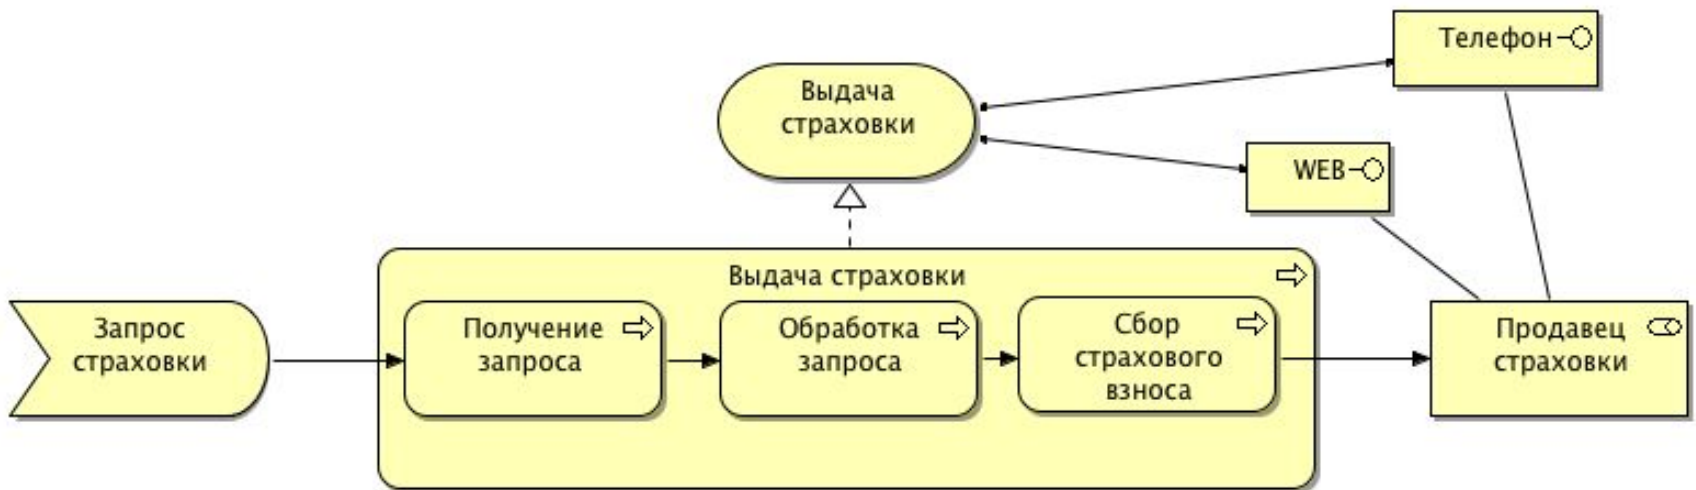 Телефон
Выдача
страховки
WEB
Выдача страховки
Запрос
страховки
Получение
запроса
Обработка
запроса
Сбор
страхового
взноса
Продавец
страховки